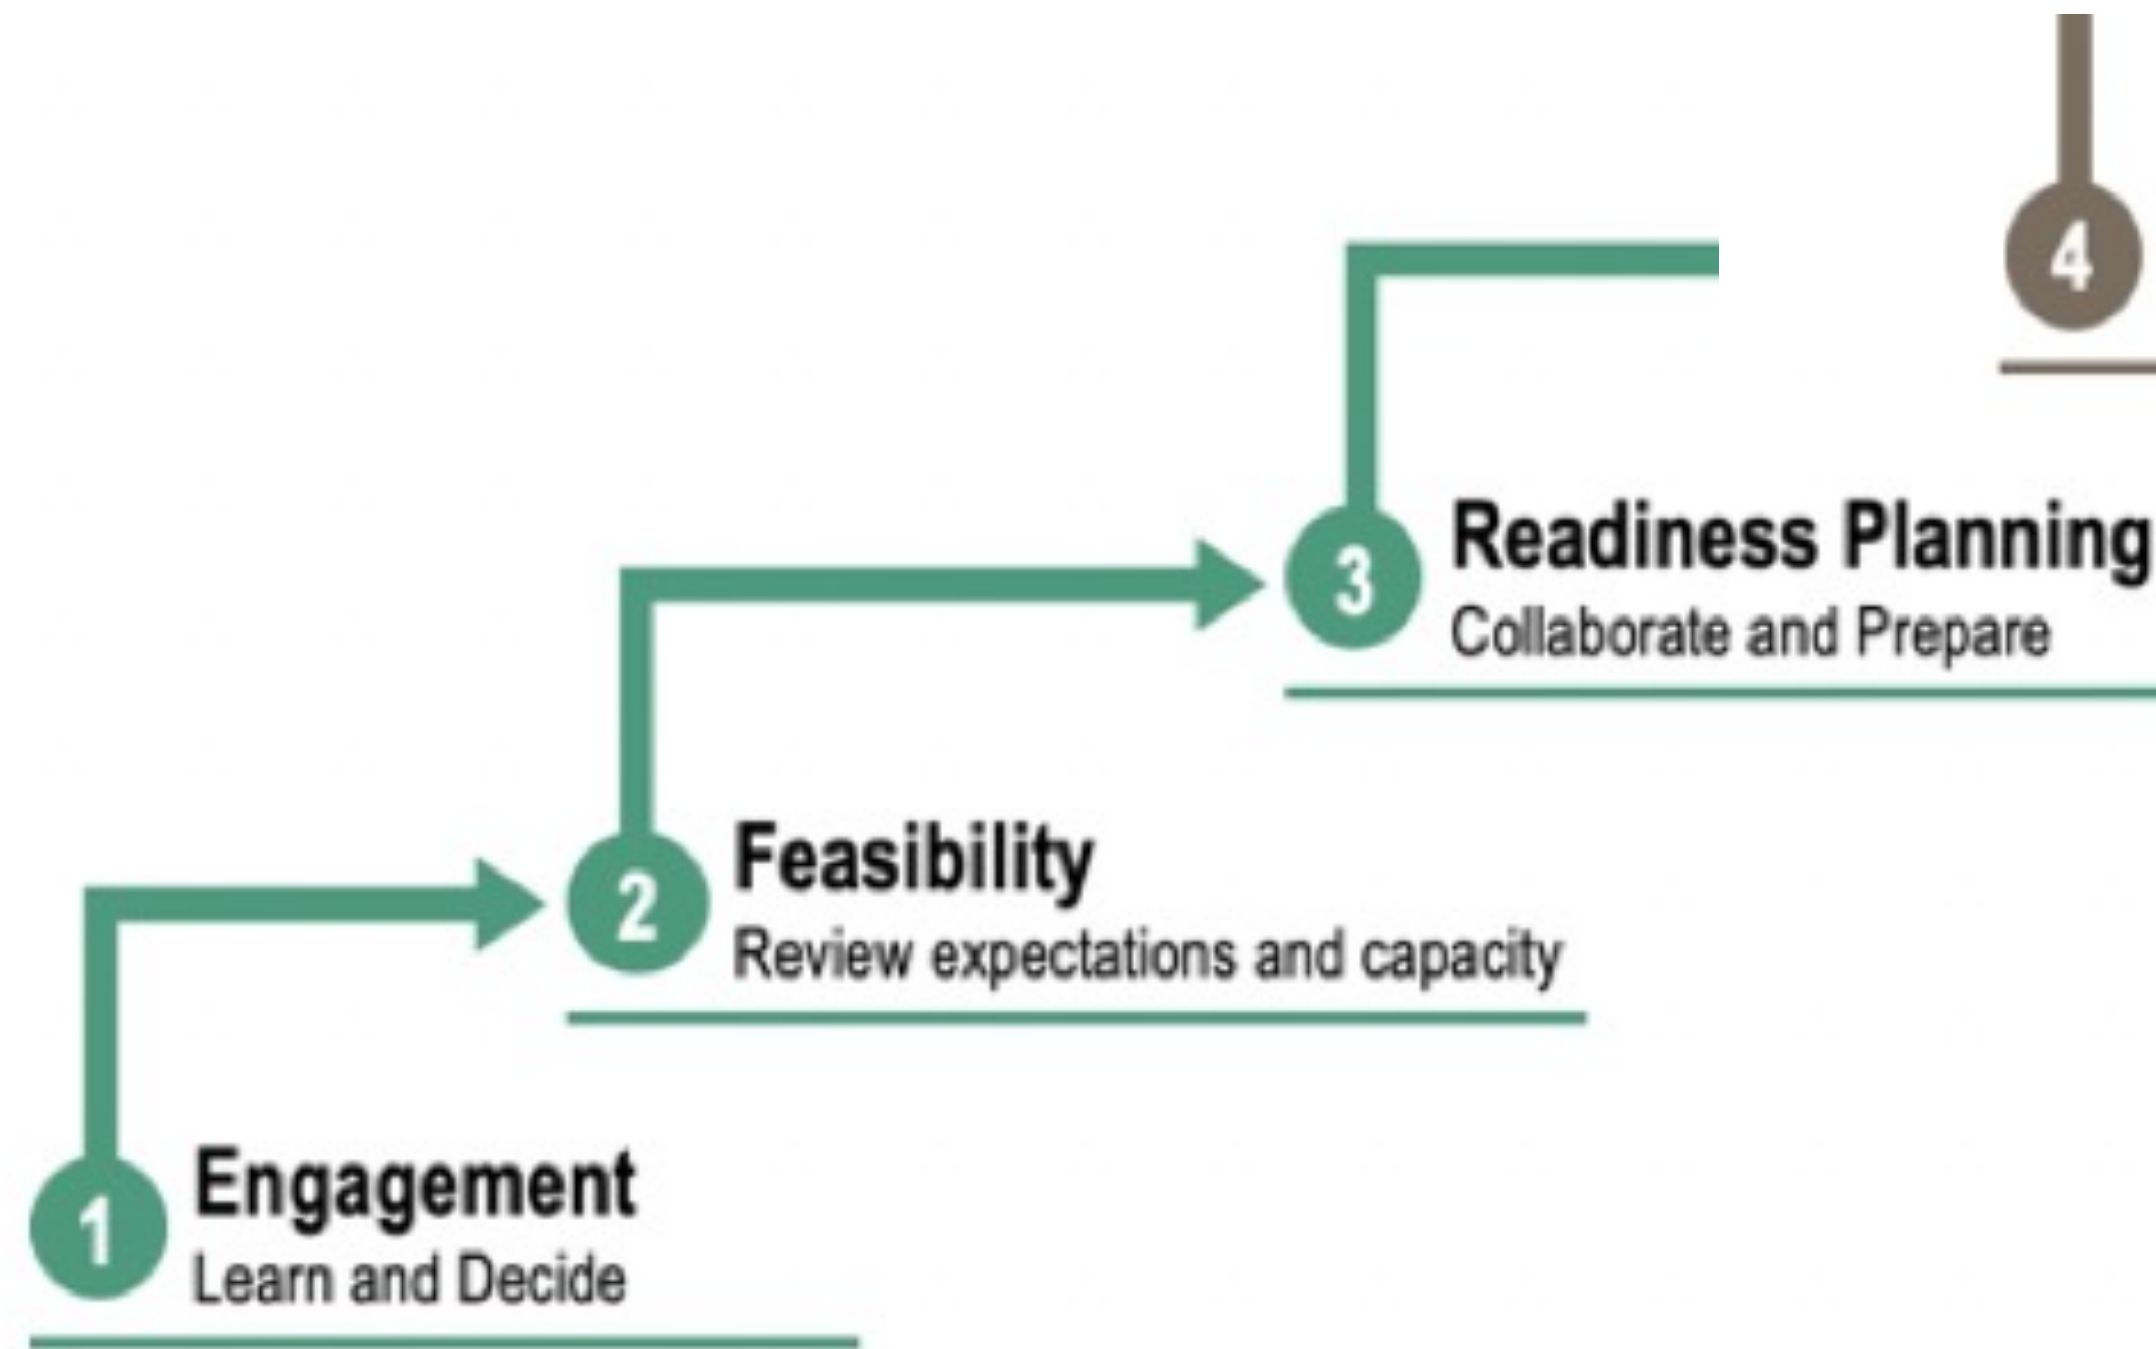 4
3
Readiness Planning
Collaborate and Prepare
2
Feasibility
Review expectations and capacity
1
Engagement
Learn and Decide